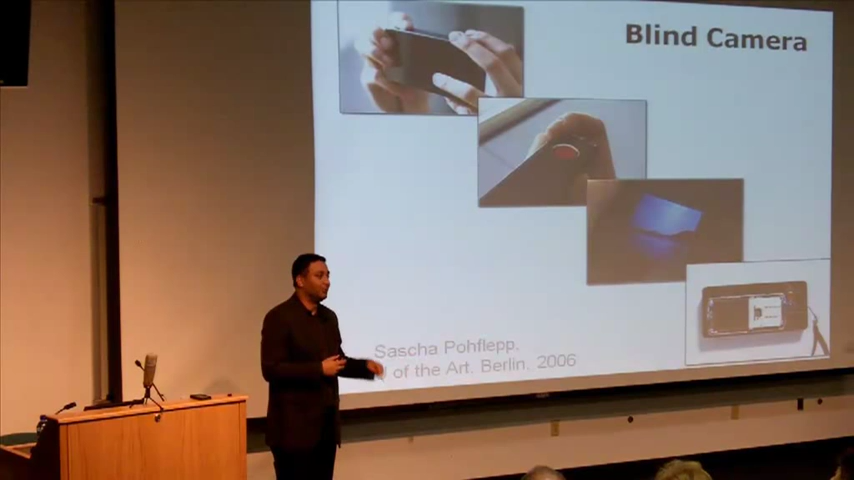 Blind Camera
Sascha Pohflepp.
of the Art. Berlin. 2006